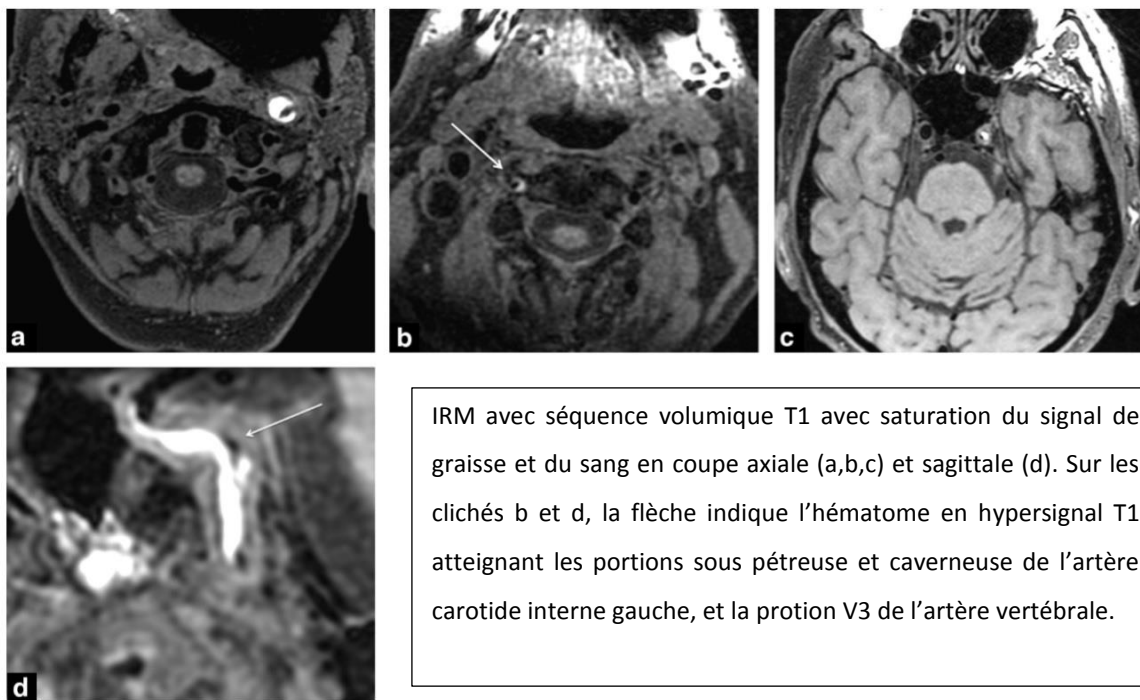 a
b
c
d
IRM avec séquence volumique T1 avec saturation du signal de
graisse et du sang en coupe axiale (a,b,c) et sagittale (d). Sur les
clichés b et d, la flèche indique l’hématome en hypersignal T1
atteignant les portions sous pétreuse et caverneuse de l’artère
carotide interne gauche, et la protion V3 de l’artère vertébrale.